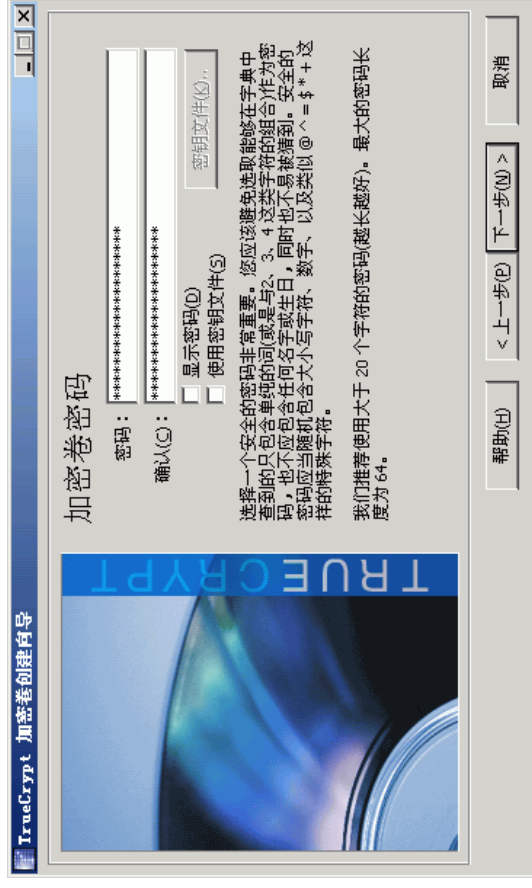 TrueCrypt 加密卷创建向导
TRUECRYPT
加密卷密码
密码：
************************
确认(C)：
************************
显示密码(D)
使用密钥文件(S)
密钥文件(K)...
选择一个安全的密码非常重要。您应该避免选取能够在字典中
查到的只包含单纯的词(或是与2、3、4 这类字符的组合)作为密
码，也不应包含任何名字或生日，同时也不易被猜到。安全的
密码应当随机包含大小写字符、数字、以及类似 @ ^ = $ * + 这
样的特殊字符。
我们推荐使用大于 20 个字符的密码(越长越好)。最大的密码长
度为 64。
帮助(H)
< 上一步(P)
下一步(N) >
取消